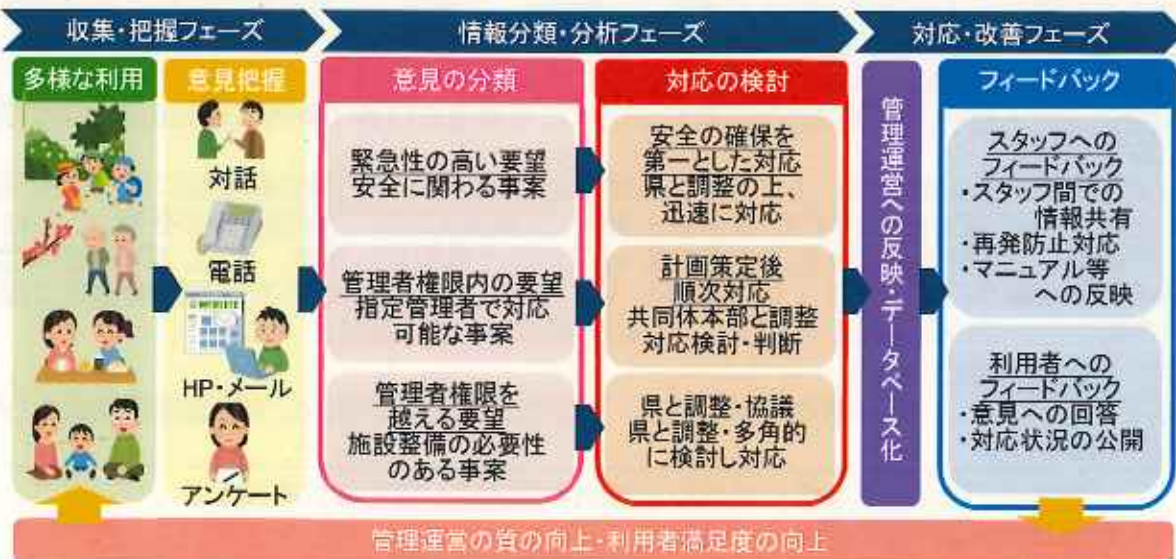 収集・把握フェーズ
情報分類・分析フェーズ
対応・改善フェーズ
多様な利用
意見把握
対話
電話
HP・メール
アンケート
意見の分類
緊急性の高い要望
安全に関わる事案
管理者権限内の要望
指定管理者で対応
可能な事案
管理者権限を
越える要望
施設整備の必要性
のある事案
対応の検討
安全の確保を
第一とした対応
県と調整の上、
迅速に対応
計画策定後
順次対応
共同体本部と調整
対応検討・判断
県と調整・協議
県と調整・多角的
に検討し対応
管理運営への反映・データベース化
フィードバック
スタッフへの
フィードバック
・スタッフ間での
情報共有
・再発防止対応
・マニュアル等
への反映
利用者への
フィードバック
・意見への回答
・対応状況の公開
管理運営の質の向上・利用者満足度の向上